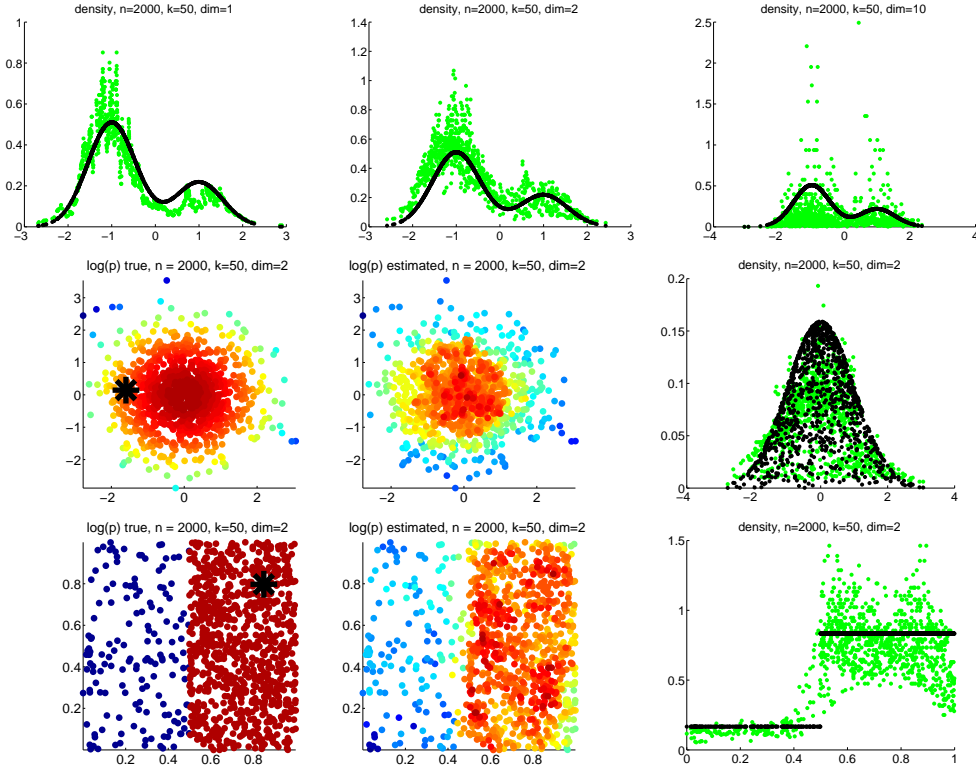 density, n=2000, k=50, dim=1
1
0.8
0.6
0.4
0.2
0
−3 −2 −1 0 1 2 3
density, n=2000, k=50, dim=2
1.4
1.2
1
0.8
0.6
0.4
0.2
0
−3 −2 −1 0 1 2 3
density, n=2000, k=50, dim=10
2.5
2
1.5
1
0.5
0
−4 −2 0 2 4
log(p) true, n = 2000, k=50, dim=2
3
2
1
0
−1
−2
−2 0 2
log(p) estimated, n = 2000, k=50, dim=2
3
2
1
0
−1
−2
−2 0 2
density, n=2000, k=50, dim=2
0.2
0.15
0.1
0.05
0
−4 −2 0 2 4
log(p) true, n = 2000, k=50, dim=2
0.8
0.6
0.4
0.2
0.2 0.4 0.6 0.8
log(p) estimated, n = 2000, k=50, dim=2
0.8
0.6
0.4
0.2
0.2 0.4 0.6 0.8
density, n=2000, k=50, dim=2
1.5
1
0.5
0
0 0.2 0.4 0.6 0.8 1